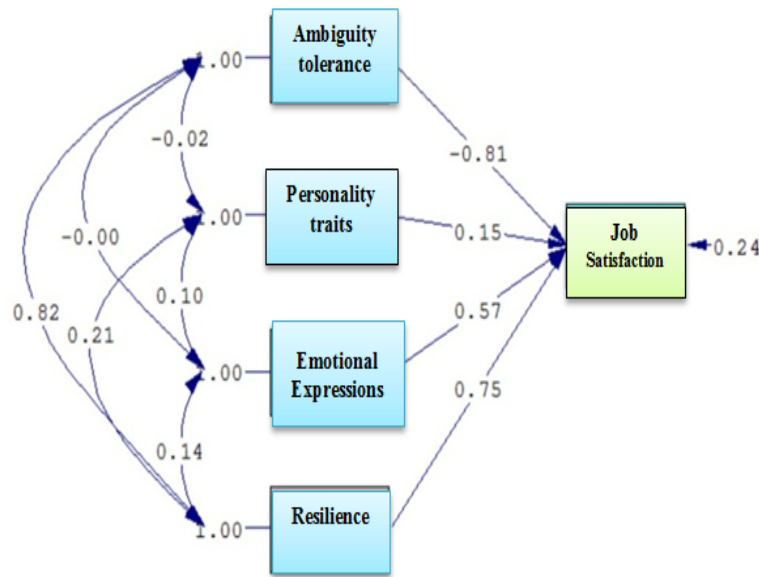 1.00
Ambiguity
tolerance
-0.02
-0.81
1.00
Personality
traits
-0.00
0.15
Job
Satisfaction
0.24
0.10
0.57
0.82
0.21
1.00
Emotional
Expressions
0.75
0.14
1.00
Resilience